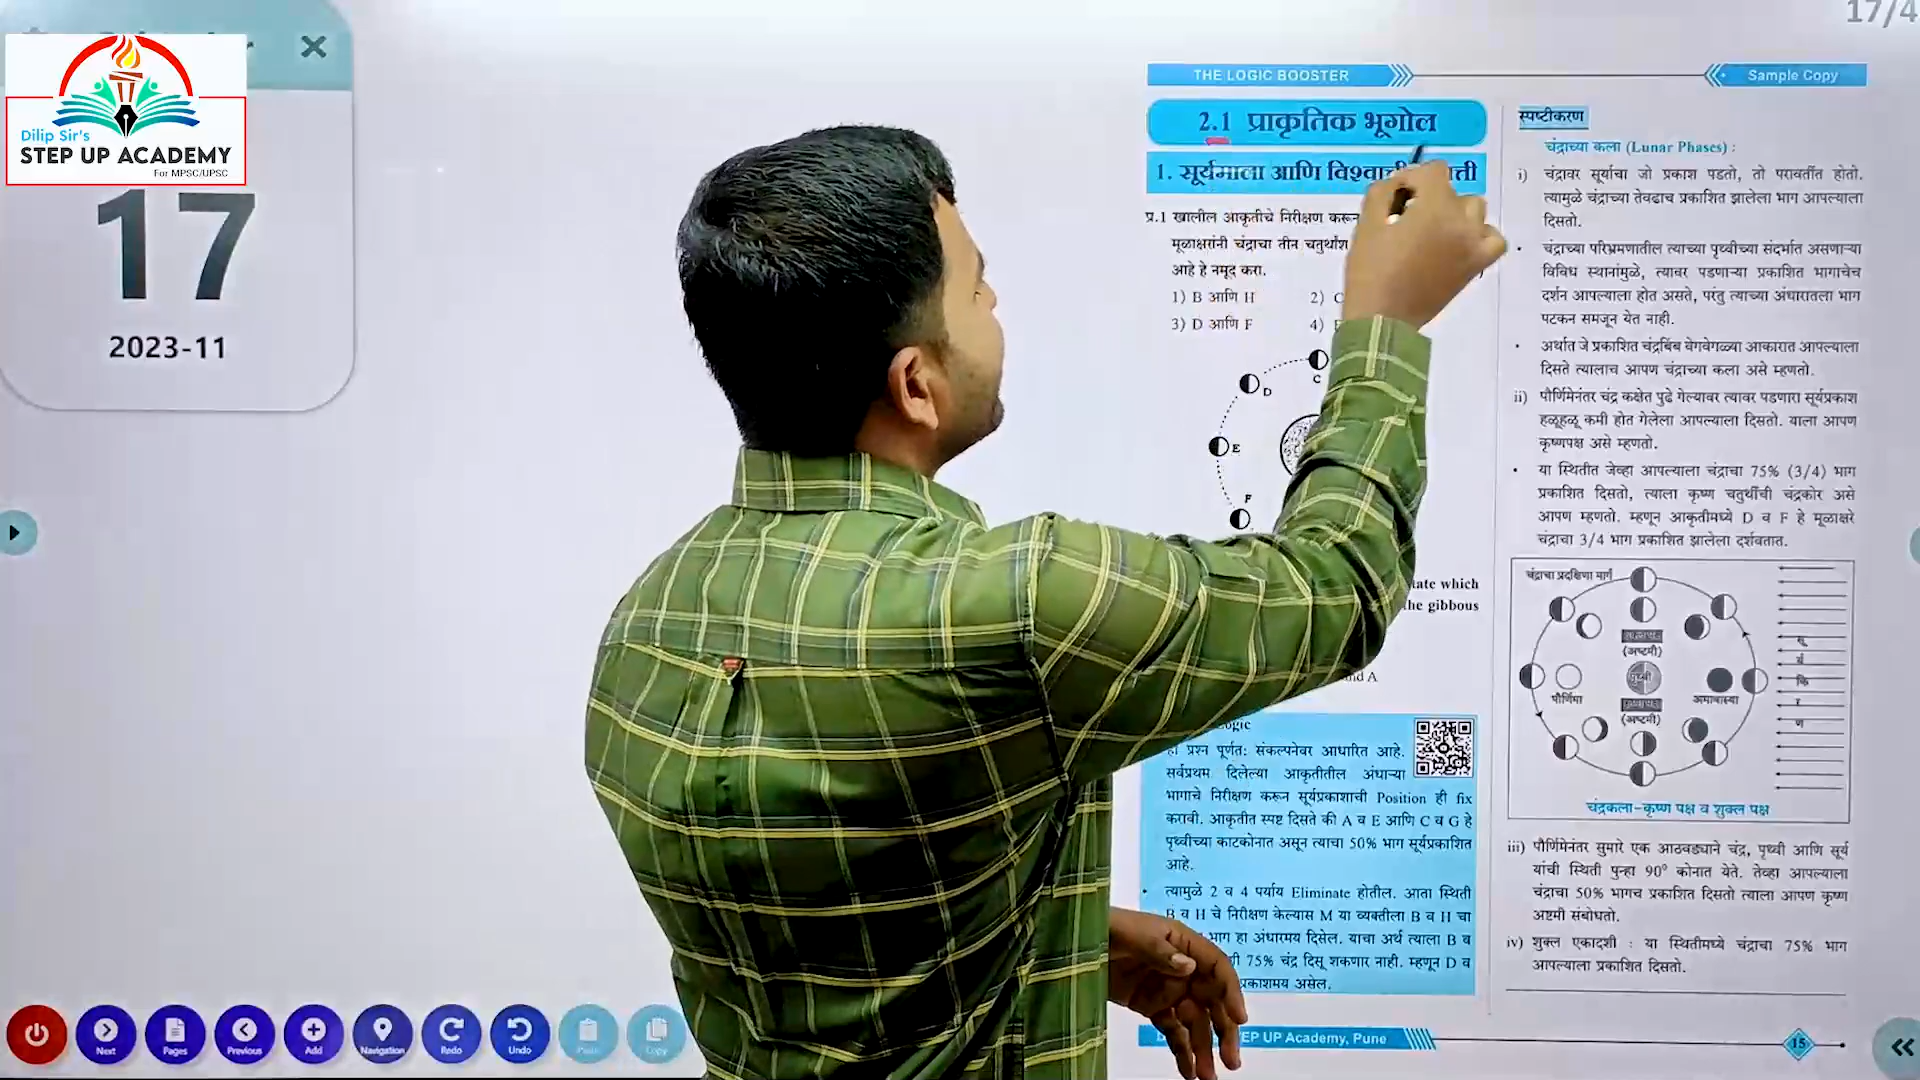 17/4
Dilip Sir's
STEP UP ACADEMY
For MPSC/UPSC
17
2023-11
THE LOGIC BOOSTER
Sample Copy
2.1 प्राकृतिक भूगोल
1. सूर्यमाला आणि विश्वाची
प्र.1 खालील आकृतीचे निरीक्षण करून
मूळाक्षरांनी चंद्राचा तीन चतुर्थांश
आहे हे नमूद करा.
1) B आणि H
2)
3) D आणि F
4)
C
D
E
F
which
the gibbous
and A
Logic
हा प्रश्न पूर्णत: संकल्पनेवर आधारित आहे.
सर्वप्रथम दिलेल्या आकृतीतील अंधाऱ्या
भागाचे निरीक्षण करून सूर्यप्रकाशाची Position ही fix
करावी. आकृतीत स्पष्ट दिसते की A व E आणि C व G हे
पृथ्वीच्या काटकोनात असून त्याचा 50% भाग सूर्यप्रकाशित
आहे.
• त्यामुळे 2 व 4 पर्याय Eliminate होतील. आता स्थिती
B व H चे निरीक्षण केल्यास M या व्यक्तीला B व H चा
भाग हा अंधारमय दिसेल. याचा अर्थ त्याला B व
75% चंद्र दिसू शकणार नाही. म्हणून D व
प्रकाशमय असेल.
EP UP Academy, Pune
स्पष्टीकरण
चंद्राच्या कला (Lunar Phases) :
i) चंद्रावर सूर्याचा जो प्रकाश पडतो, तो परावर्तीत होतो.
त्यामुळे चंद्राच्या तेवढाच प्रकाशित झालेला भाग आपल्याला
दिसतो.
• चंद्राच्या परिभ्रमणातील त्याच्या पृथ्वीच्या संदर्भात असणाऱ्या
विविध स्थानांमुळे, त्यावर पडणाऱ्या प्रकाशित भागाचेच
दर्शन आपल्याला होत असते, परंतु त्याच्या अंधारातला भाग
पटकन समजून येत नाही.
• अर्थात जे प्रकाशित चंद्रबिंब वेगवेगळ्या आकारात आपल्याला
दिसते त्यालाच आपण चंद्राच्या कला असे म्हणतो.
ii) पौर्णिमेनंतर चंद्र कक्षेत पुढे गेल्यावर त्यावर पडणारा सूर्यप्रकाश
हळूहळू कमी होत गेलेला आपल्याला दिसतो. याला आपण
कृष्णपक्ष असे म्हणतो.
• या स्थितीत जेव्हा आपल्याला चंद्राचा 75% (3/4) भाग
प्रकाशित दिसतो, त्याला कृष्ण चतुर्थीची चंद्रकोर असे
आपण म्हणतो. म्हणून आकृतीमध्ये D व F हे मूळाक्षरे
चंद्राचा 3/4 भाग प्रकाशित झालेला दर्शवतात.
चंद्राचा प्रदक्षिणा मार्ग
(अष्टमी)
पृथ्वी
पौर्णिमा
अमावास्या
(अष्टमी)
सू
र्य
कि
र
ण
चंद्रकला-कृष्ण पक्ष व शुक्ल पक्ष
iii) पौर्णिमेनंतर सुमारे एक आठवड्याने चंद्र, पृथ्वी आणि सूर्य
यांची स्थिती पुन्हा 90⁰ कोनात येते. तेव्हा आपल्याला
चंद्राचा 50% भागच प्रकाशित दिसतो त्याला आपण कृष्ण
अष्टमी संबोधतो.
iv) शुक्ल एकादशी : या स्थितीमध्ये चंद्राचा 75% भाग
आपल्याला प्रकाशित दिसतो.
15
Next
Pages
Previous
Add
Navigation
Redo
Undo
Paste
Copy